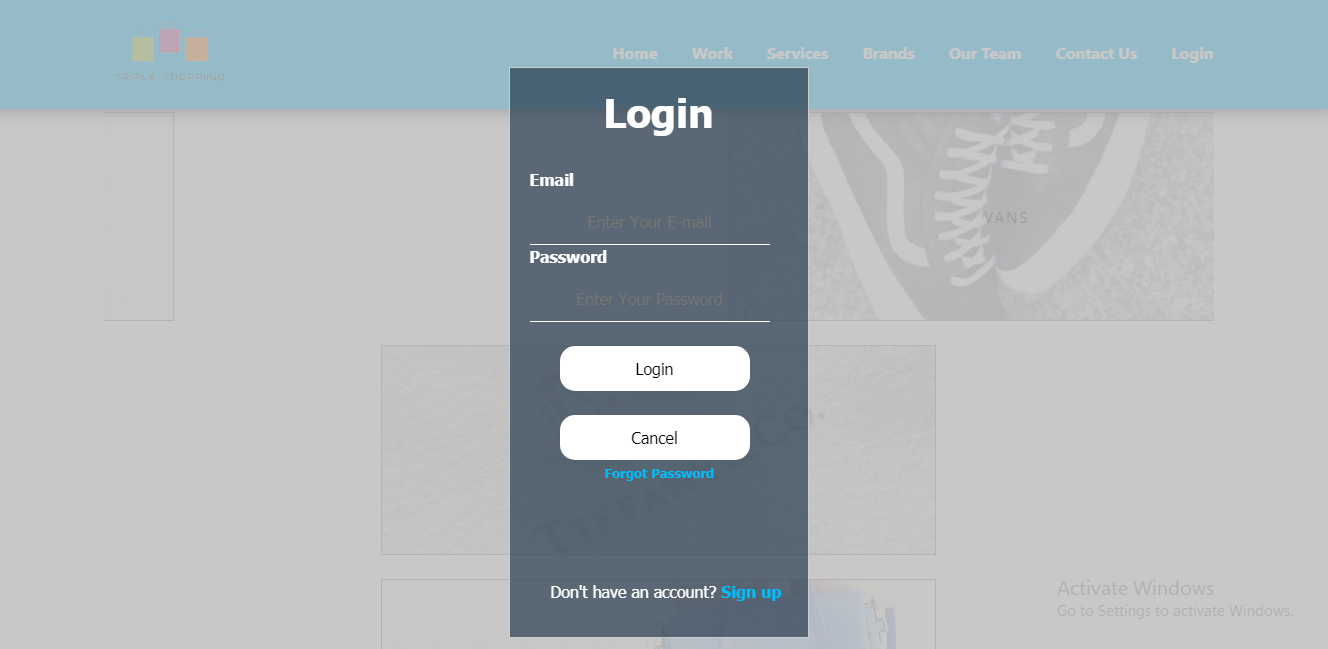 TRIPLE SHOPPING
Home Work Services Brands Our Team Contact Us Login
Login
Email
Enter Your E-mail
VANS
Password
Enter Your Password
Login
Cancel
Co.
Forgot Password
Don't have an account? Sign up
Activate Windows
Go to Settings to activate Windows.